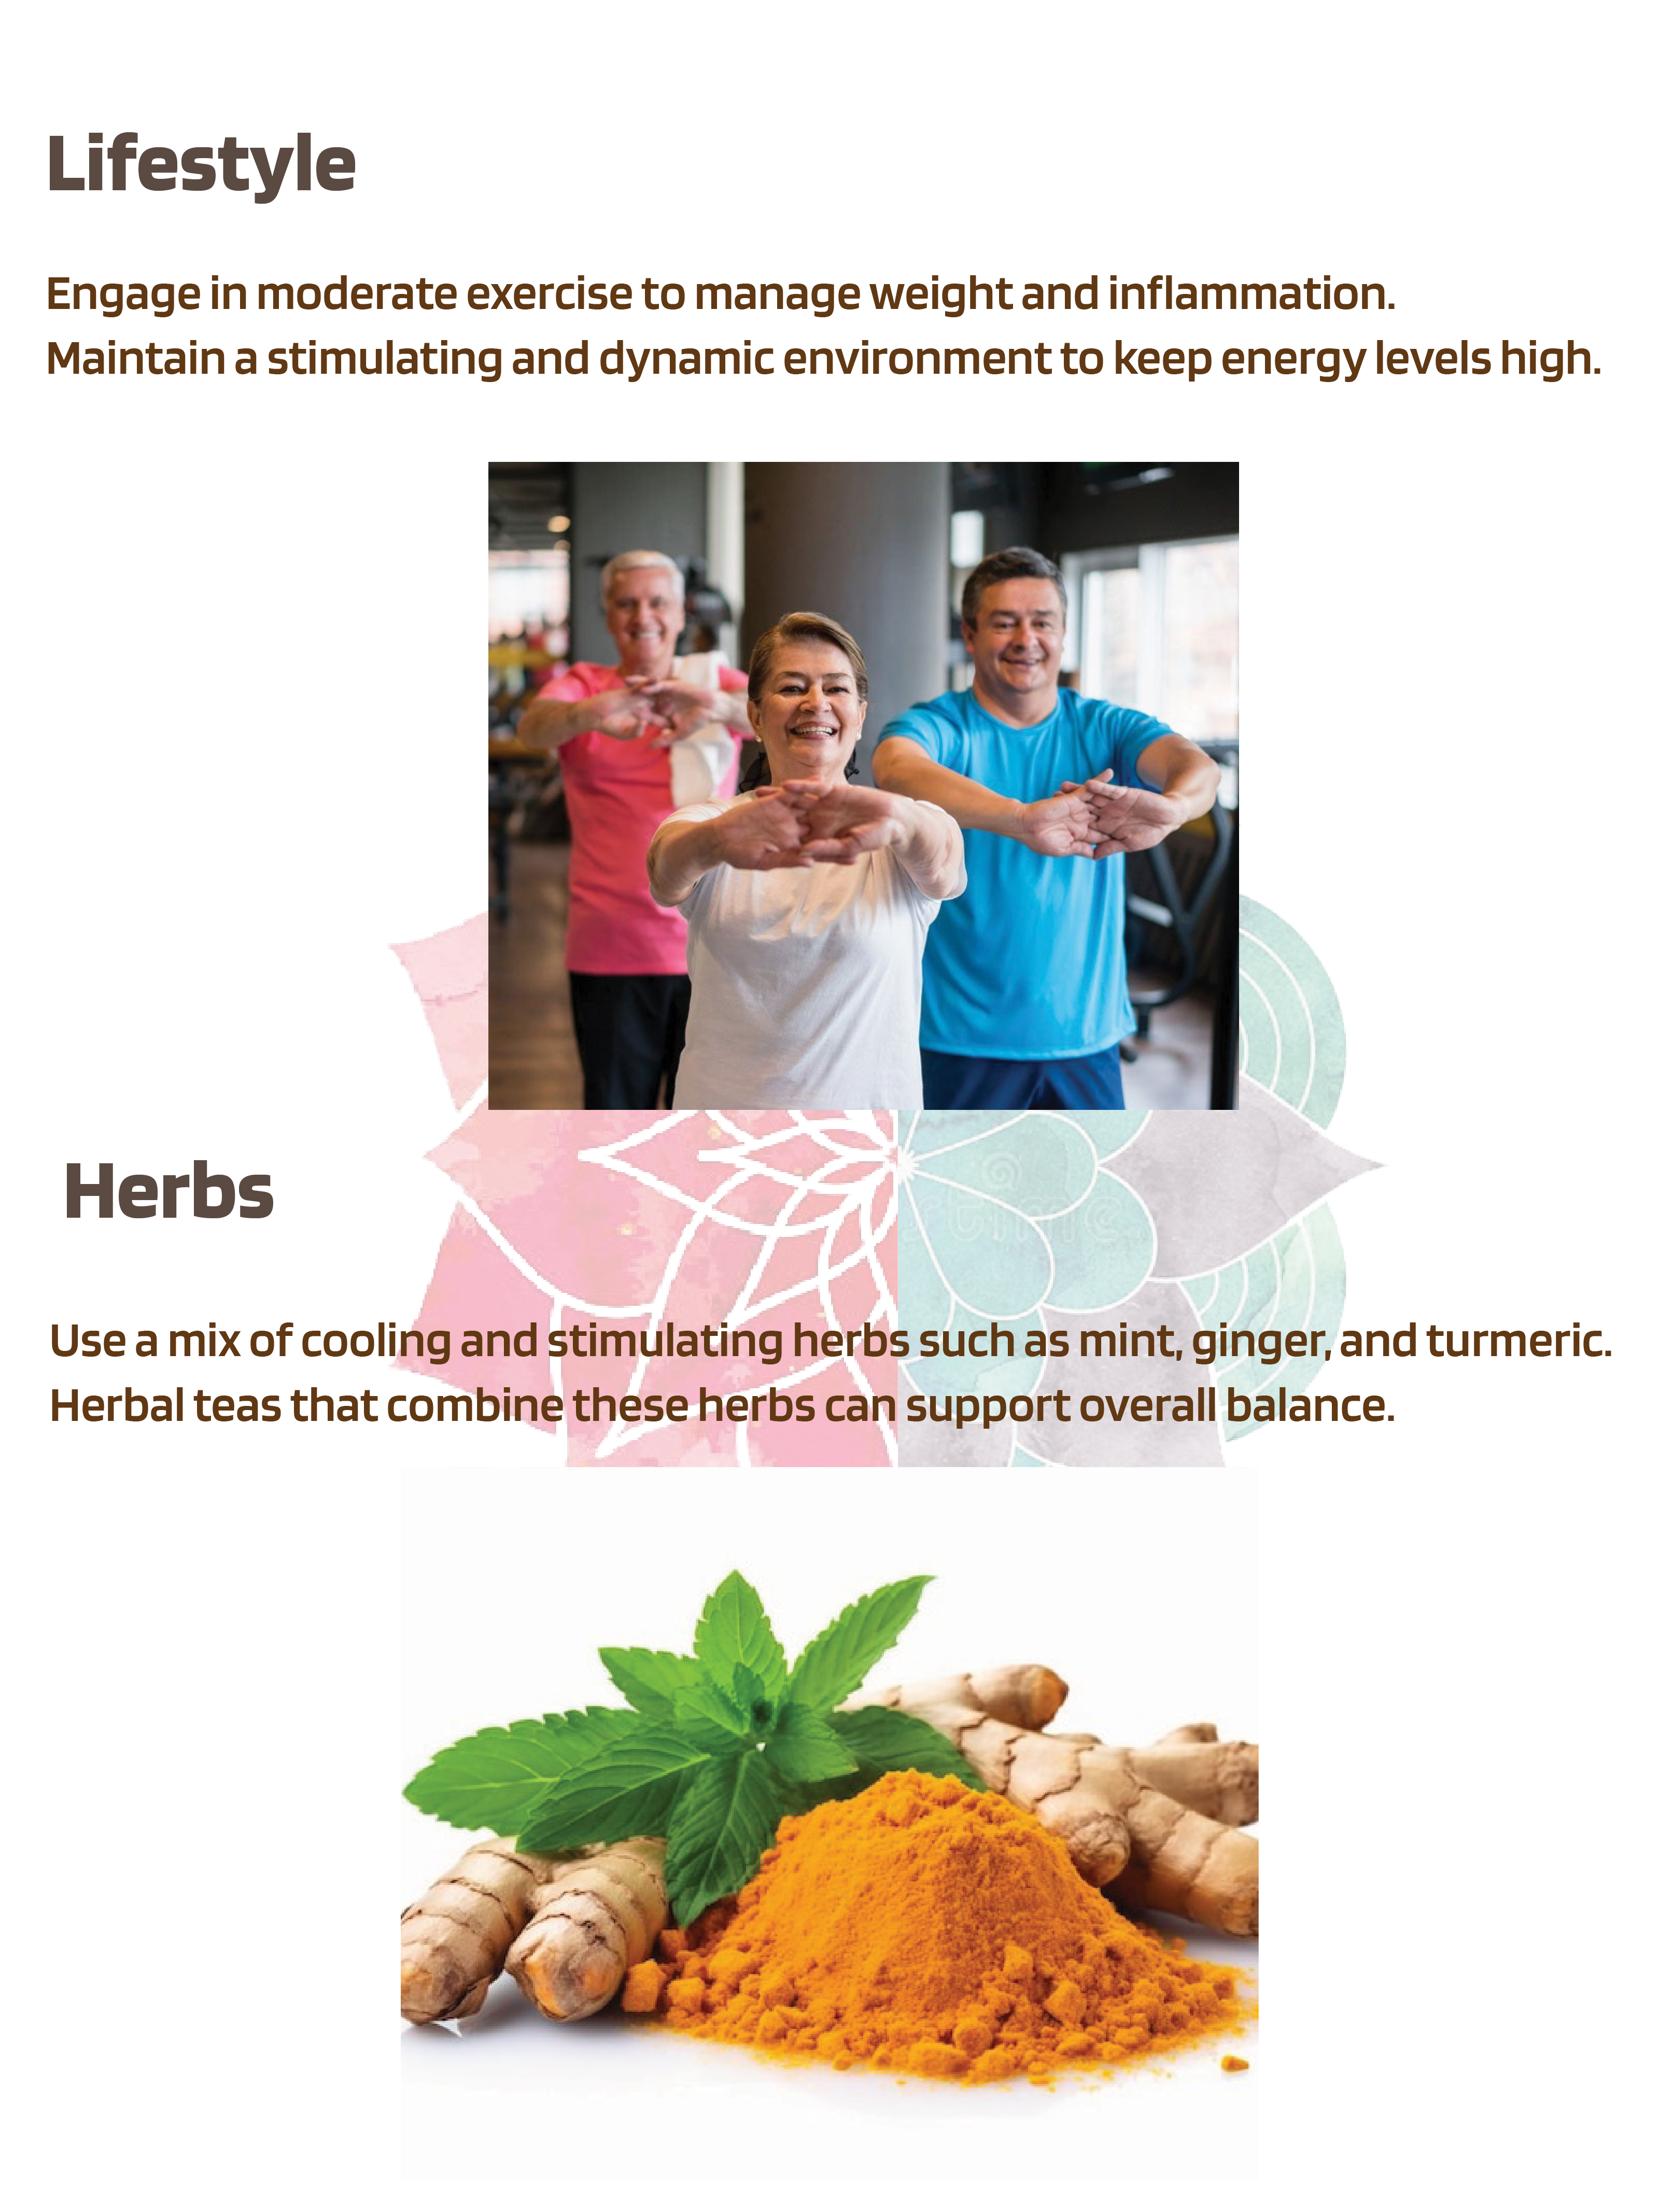 Lifestyle
Engage in moderate exercise to manage weight and inflammation.
Maintain a stimulating and dynamic environment to keep energy levels high.
Herbs
Use a mix of cooling and stimulating herbs such as mint, ginger, and turmeric.
Herbal teas that combine these herbs can support overall balance.